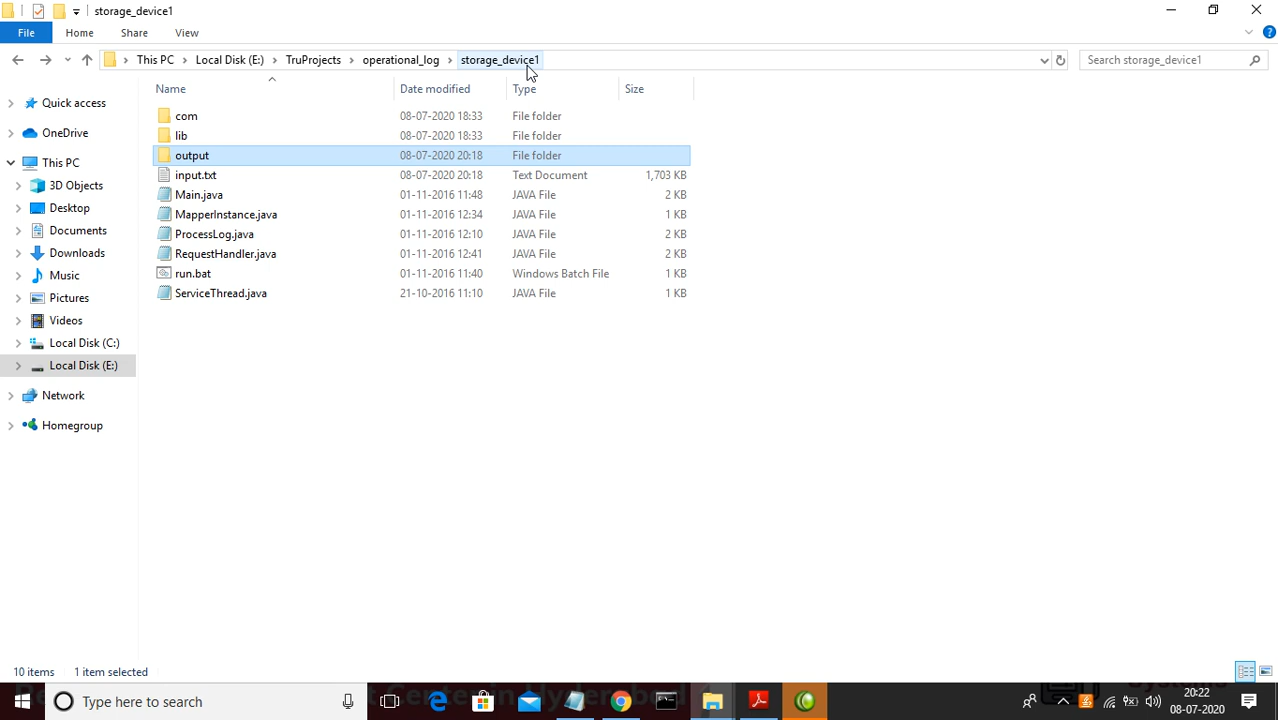 storage_device1
File Home Share View
This PC Local Disk (E:) TruProjects operational_log storage_device1 Search storage_device1
Name Date modified Type Size
com 08-07-2020 18:33 File folder
lib 08-07-2020 18:33 File folder
output 08-07-2020 20:18 File folder
input.txt 08-07-2020 20:18 Text Document 1,703 KB
Main.java 01-11-2016 11:48 JAVA File 2 KB
MapperInstance.java 01-11-2016 12:34 JAVA File 1 KB
ProcessLog.java 01-11-2016 12:10 JAVA File 2 KB
RequestHandler.java 01-11-2016 12:41 JAVA File 2 KB
run.bat 01-11-2016 11:40 Windows Batch File 1 KB
ServiceThread.java 21-10-2016 11:10 JAVA File 1 KB
Quick access
OneDrive
This PC
3D Objects
Desktop
Documents
Downloads
Music
Pictures
Videos
Local Disk (C:)
Local Disk (E:)
Network
Homegroup
10 items 1 item selected
Type here to search
20:22
08-07-2020